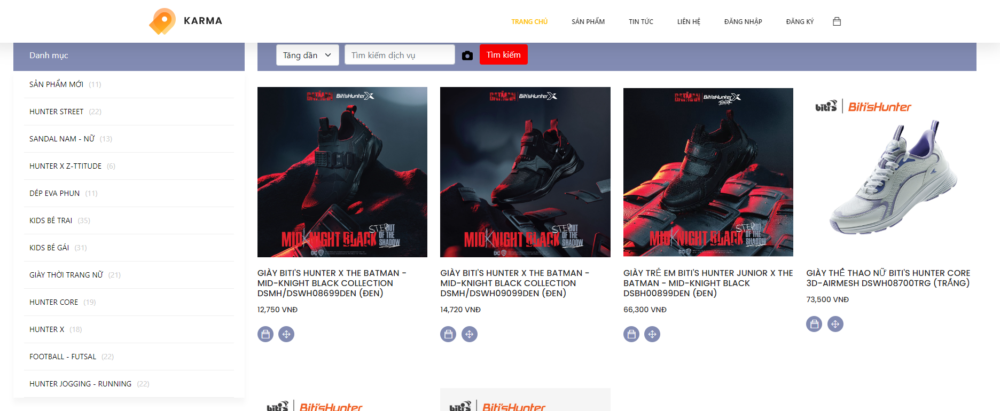 KARMA
TRANG CHỦ
SẢN PHẨM
TIN TỨC
LIÊN HỆ
ĐĂNG NHẬP
ĐĂNG KÝ
Danh mục
Tăng dần
Tìm kiếm dịch vụ
Tìm kiếm
SẢN PHẨM MỚI (11)
HUNTER STREET (22)
SANDAL NAM - NỮ (13)
HUNTER X Z-TTITUDE (6)
DÉP EVA PHUN (11)
KIDS BÉ TRAI (35)
KIDS BÉ GÁI (31)
GIÀY THỜI TRANG NỮ (21)
HUNTER CORE (19)
HUNTER X (18)
FOOTBALL - FUTSAL (22)
HUNTER JOGGING - RUNNING (22)
BATMAN Biti'sHunter X
MIDKNIGHT BLACK
STEP OUT
OF THE
SHADOW
GIÀY BITI'S HUNTER X THE BATMAN -
MID-KNIGHT BLACK COLLECTION
DSMH/DSWH08699DEN (ĐEN)
12,750 VNĐ
BATMAN Biti'sHunter X
MIDKNIGHT BLACK
STEP OUT
OF THE
SHADOW
GIÀY BITI'S HUNTER X THE BATMAN -
MID-KNIGHT BLACK COLLECTION
DSMH/DSWH09099DEN (ĐEN)
14,720 VNĐ
BATMAN Biti'sHunter X
JUNIOR
MIDKNIGHT BLACK
STEP OUT
OF THE
SHADOW
GIÀY TRẺ EM BITI'S HUNTER JUNIOR X THE
BATMAN - MID-KNIGHT BLACK
DSBH00899DEN (ĐEN)
66,300 VNĐ
biti's Biti'sHunter
GIÀY THỂ THAO NỮ BITI'S HUNTER CORE
3D-AIRMESH DSWH08700TRG (TRẮNG)
73,500 VNĐ
biti's Biti'sHunter
biti's Biti'sHunter